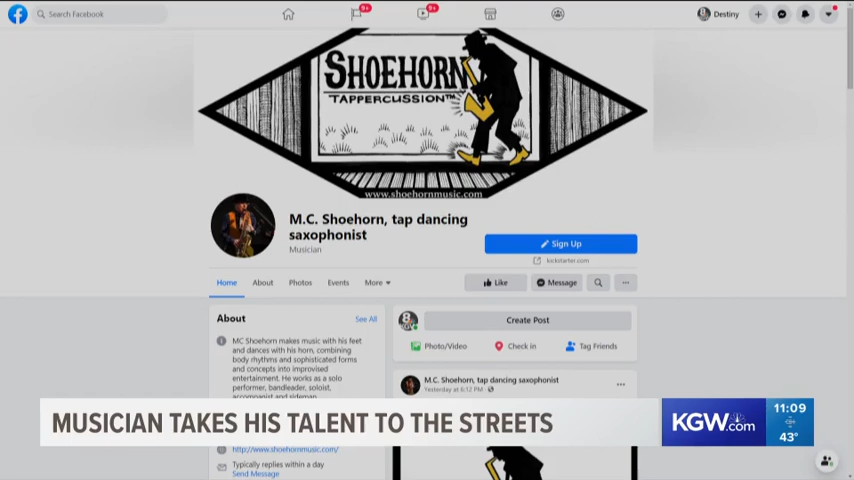 Search Facebook
9+
9+
Destiny
SHOEHORN
TAPPERCUSSION™
www.shoehornmusic.com
M.C. Shoehorn, tap dancing
saxophonist
Musician
Sign Up
kickstarter.com
Home
About
Photos
Events
More
Like
Message
About
See All
MC Shoehorn makes music with his feet
and dances with his horn, combining
body rhythms and sophisticated forms
and concepts into improvised
entertainment. He works as a solo
performer, bandleader, soloist,
accompanist and sideman
Create Post
Photo/Video
Check in
Tag Friends
M.C. Shoehorn, tap dancing saxophonist
Yesterday at 6:12 PM
MUSICIAN TAKES HIS TALENT TO THE STREETS
KGW.com
11:09
43°
http://www.shoehornmusic.com/
Typically replies within a day
Send Message